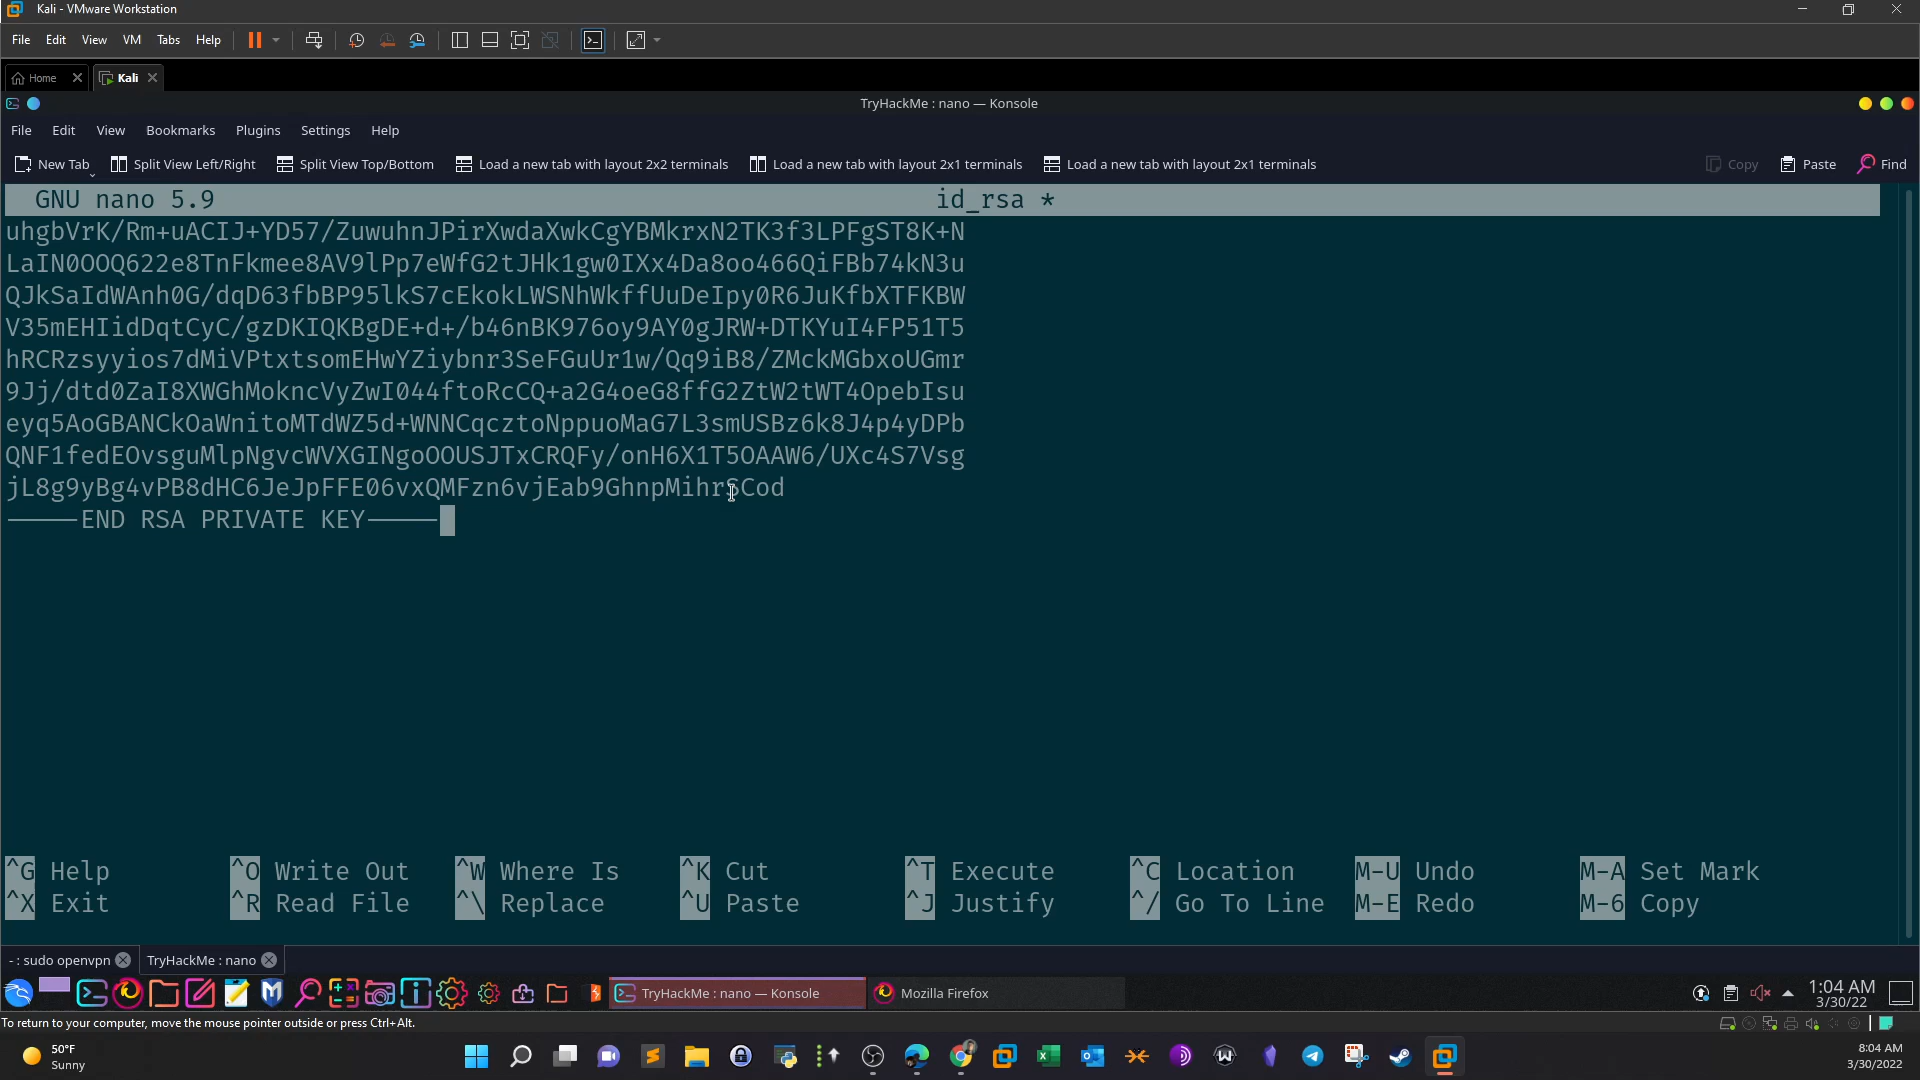 Kali - VMware Workstation
File Edit View VM Tabs Help
Home Kali
TryHackMe : nano — Konsole
File Edit View Bookmarks Plugins Settings Help
New Tab Split View Left/Right Split View Top/Bottom Load a new tab with layout 2x2 terminals Load a new tab with layout 2x1 terminals Load a new tab with layout 2x1 terminals Copy Paste Find
GNU nano 5.9 id_rsa *
uhgbVrK/Rm+uACIJ+YD57/ZuwuhnJPirXwdaXwkCgYBMkrxN2TK3f3LPFgST8K+N
LaIN0OOQ622e8TnFkmee8AV9lPp7eWfG2tJHk1gw0IXx4Da8oo466QiFBb74kN3u
QJkSaIdWAnh0G/dqD63fbBP95lkS7cEkokLWSNhWkffUuDeIpy0R6JuKfbXTFKBW
V35mEHIidDqtCyC/gzDKIQKBgDE+d+/b46nBK976oy9AY0gJRW+DTKYuI4FP51T5
hRCRzsyyios7dMiVPtxtsomEHwYZiybnr3SeFGuUr1w/Qq9iB8/ZMckMGbxoUGmr
9Jj/dtd0ZaI8XWGhMokncVyZwI044ftoRcCQ+a2G4oeG8ffG2ZtW2tWT4OpebIsu
eyq5AoGBANCkOaWnitoMTdWZ5d+WNNCqcztoNppuoMaG7L3smUSBz6k8J4p4yDPb
QNF1fedEOvsguMlpNgvcWVXGINgoOOUSJTxCRQFy/onH6X1T5OAAW6/UXc4S7Vsg
jL8g9yBg4vPB8dHC6JeJpFFE06vxQMFzn6vjEab9GhnpMihrSCod
-----END RSA PRIVATE KEY-----
^G Help ^O Write Out ^W Where Is ^K Cut ^T Execute ^C Location M-U Undo M-A Set Mark
^X Exit ^R Read File ^\ Replace ^U Paste ^J Justify ^/ Go To Line M-E Redo M-6 Copy
- : sudo openvpn TryHackMe : nano
TryHackMe : nano — Konsole Mozilla Firefox 1:04 AM
3/30/22
To return to your computer, move the mouse pointer outside or press Ctrl+Alt.
50°F
Sunny
8:04 AM
3/30/2022